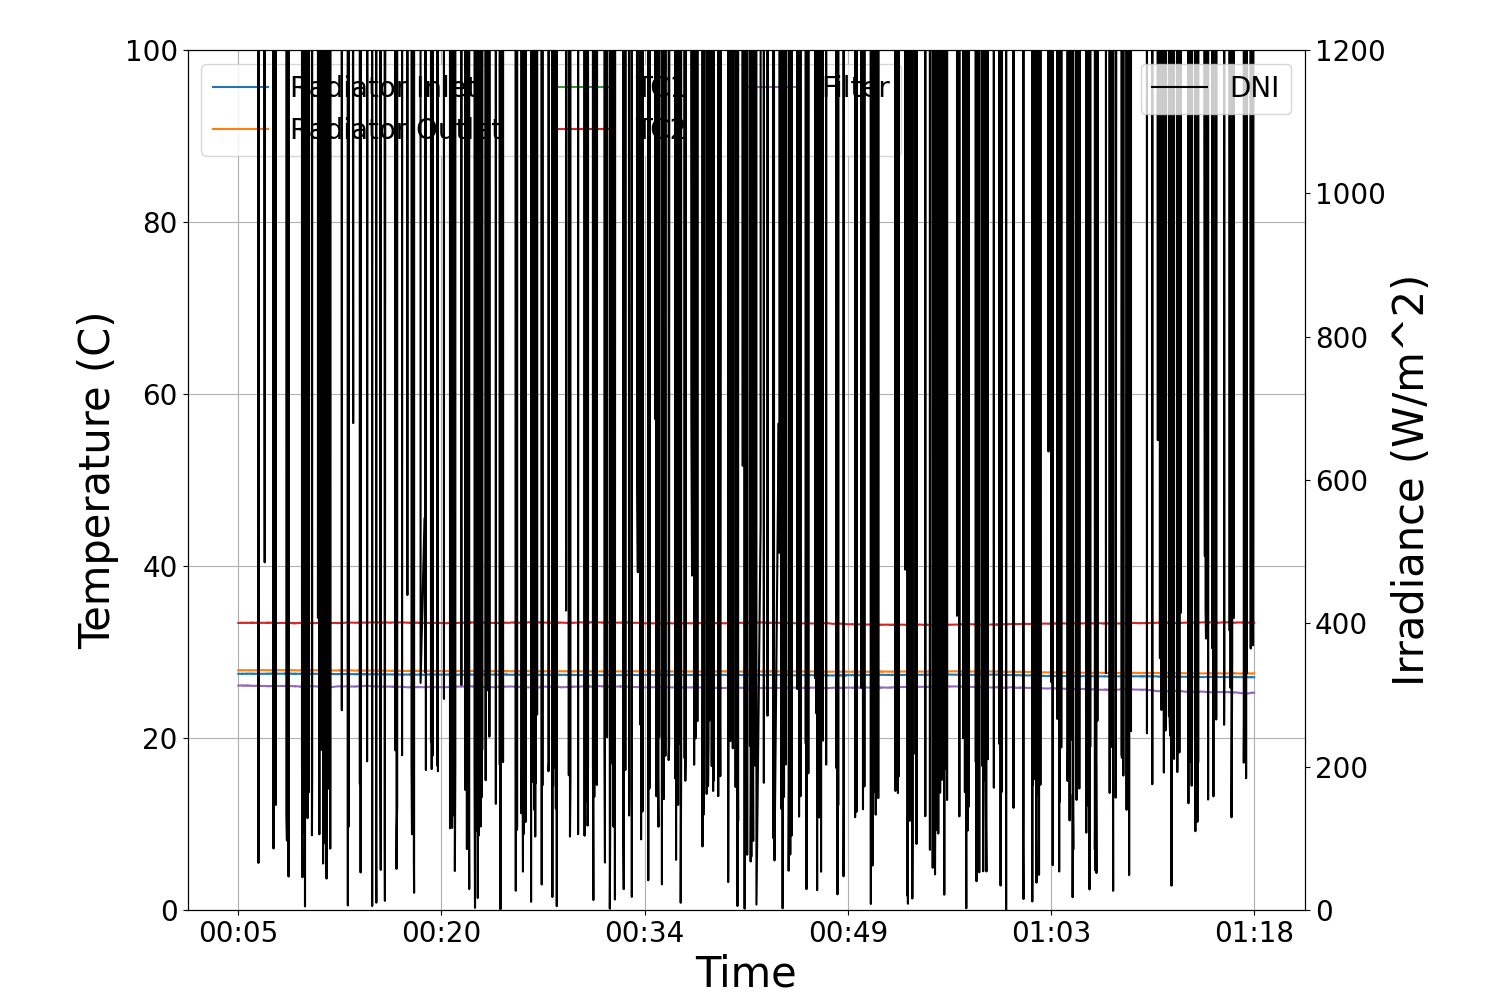 100
80
60
40
20
0
Temperature (C)
Radiator Inlet
Radiator Outlet
TC1
TC2
Filter
DNI
1200
1000
800
600
400
200
0
Irradiance (W/m^2)
00:05 00:20 00:34 00:49 01:03 01:18
Time